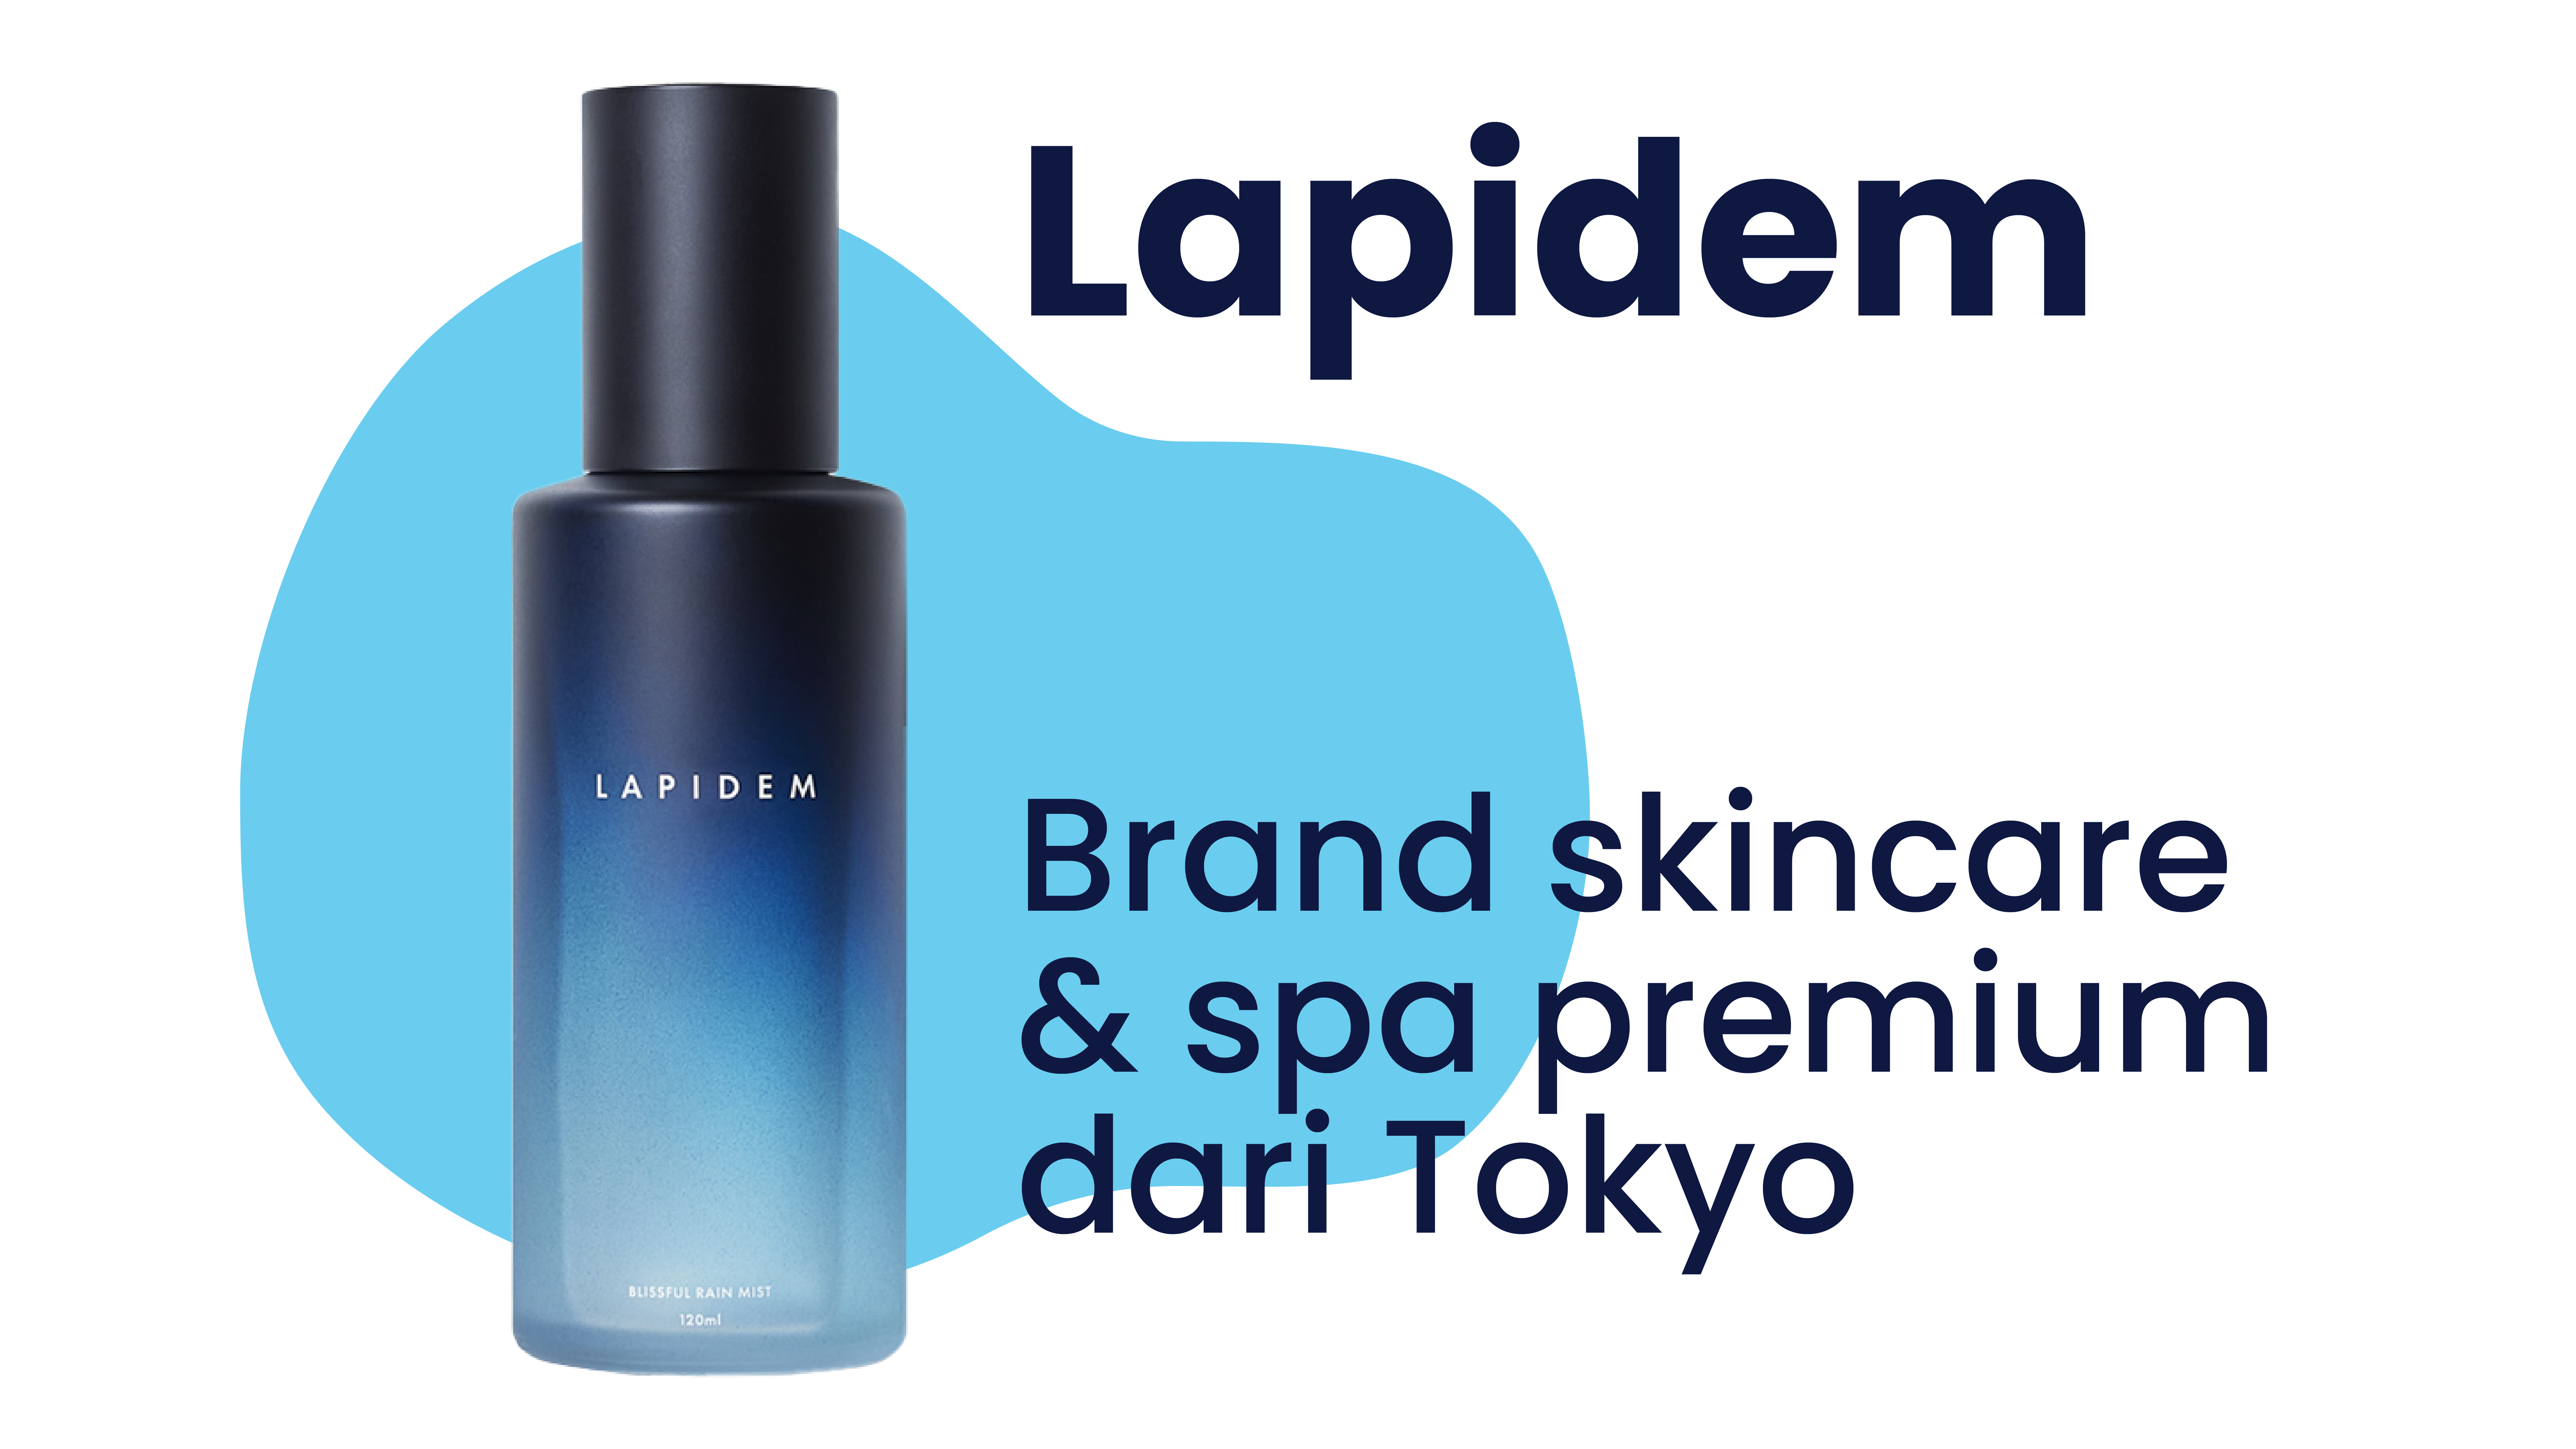 Lapidem
LAPIDEM
Brand skincare
& spa premium
dari Tokyo
BLISSFUL RAIN MIST
120ml